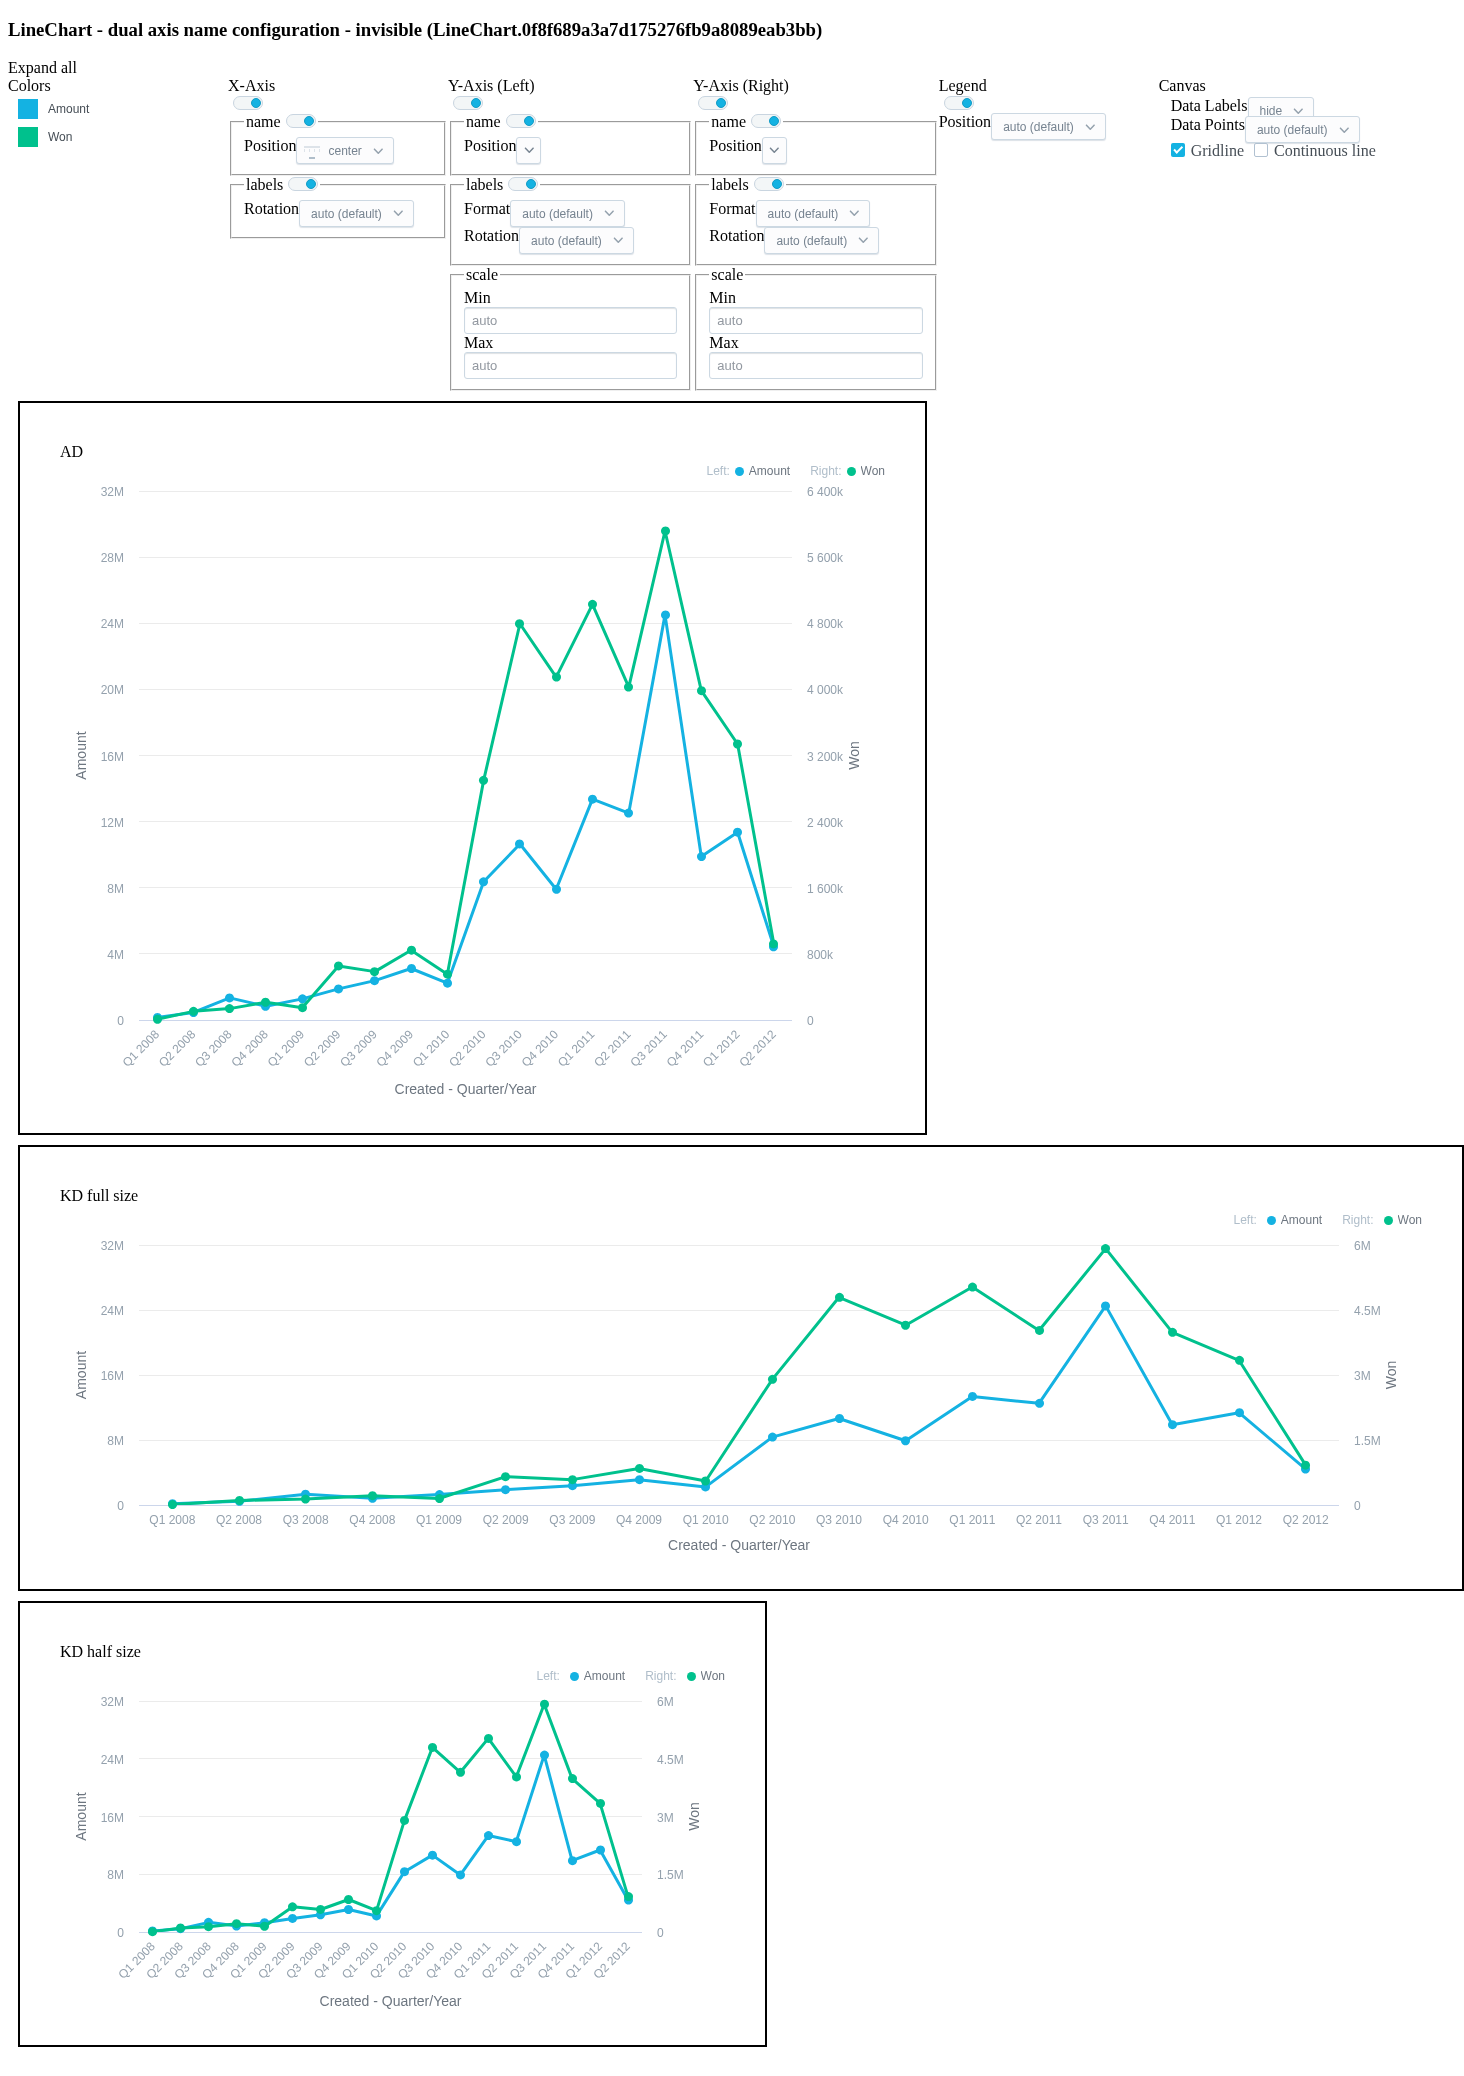 LineChart - dual axis name configuration - invisible (LineChart.0f8f689a3a7d175276fb9a8089eab3bb)
Expand all
Colors
Amount
Won
X-Axis
name
Position center
labels
Rotation auto (default)
Y-Axis (Left)
name
Position
labels
Format auto (default)
Rotation auto (default)
scale
Min
auto
Max
auto
Y-Axis (Right)
name
Position
labels
Format auto (default)
Rotation auto (default)
scale
Min
auto
Max
auto
Legend
Position auto (default)
Canvas
Data Labels hide
Data Points auto (default)
Gridline Continuous line
AD
Left: Amount Right: Won
32M 6 400k
28M 5 600k
24M 4 800k
20M 4 000k
16M 3 200k
12M 2 400k
8M 1 600k
4M 800k
0 0
Amount
Won
Q1 2008 Q2 2008 Q3 2008 Q4 2008 Q1 2009 Q2 2009 Q3 2009 Q4 2009 Q1 2010 Q2 2010 Q3 2010 Q4 2010 Q1 2011 Q2 2011 Q3 2011 Q4 2011 Q1 2012 Q2 2012
Created - Quarter/Year
KD full size
Left: Amount Right: Won
32M 6M
24M 4.5M
16M 3M
8M 1.5M
0 0
Amount
Won
Q1 2008 Q2 2008 Q3 2008 Q4 2008 Q1 2009 Q2 2009 Q3 2009 Q4 2009 Q1 2010 Q2 2010 Q3 2010 Q4 2010 Q1 2011 Q2 2011 Q3 2011 Q4 2011 Q1 2012 Q2 2012
Created - Quarter/Year
KD half size
Left: Amount Right: Won
32M 6M
24M 4.5M
16M 3M
8M 1.5M
0 0
Amount
Won
Q1 2008 Q2 2008 Q3 2008 Q4 2008 Q1 2009 Q2 2009 Q3 2009 Q4 2009 Q1 2010 Q2 2010 Q3 2010 Q4 2010 Q1 2011 Q2 2011 Q3 2011 Q4 2011 Q1 2012 Q2 2012
Created - Quarter/Year